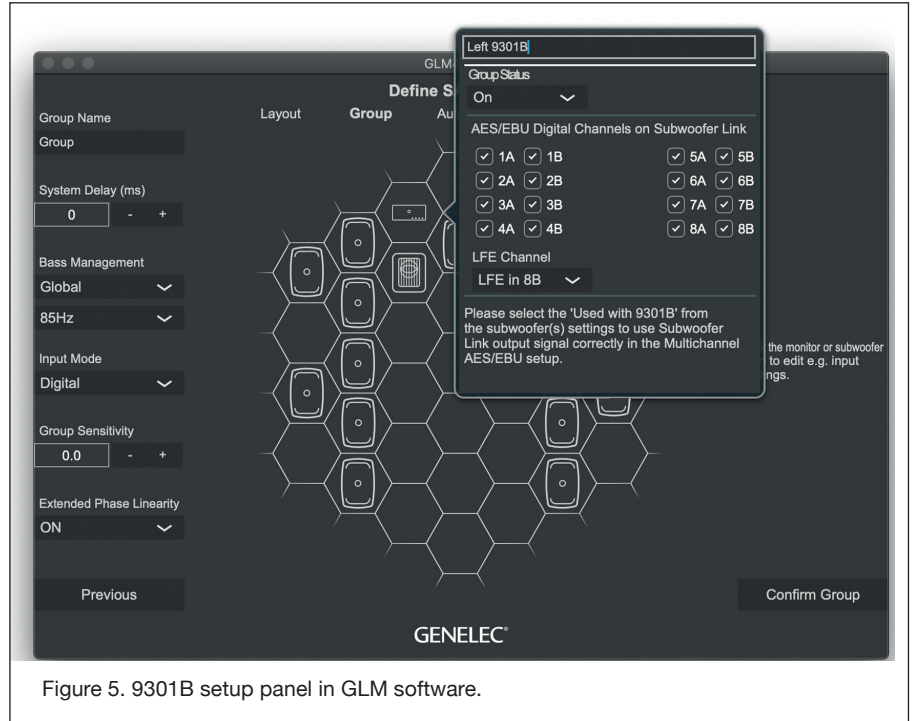 Left 9301B
GLM
Define S
Layout
Group
Au
Group Name
Group
System Delay (ms)
0 - +
Bass Management
Global
85Hz
Input Mode
Digital
Group Sensitivity
0.0 - +
Extended Phase Linearity
ON
Previous
Group Status
On
AES/EBU Digital Channels on Subwoofer Link
1A 1B 5A 5B
2A 2B 6A 6B
3A 3B 7A 7B
4A 4B 8A 8B
LFE Channel
LFE in 8B
Please select the 'Used with 9301B' from
the subwoofer(s) settings to use Subwoofer
Link output signal correctly in the Multichannel
AES/EBU setup.
the monitor or subwoofer
to edit e.g. input
ngs.
Confirm Group
GENELEC®
Figure 5. 9301B setup panel in GLM software.